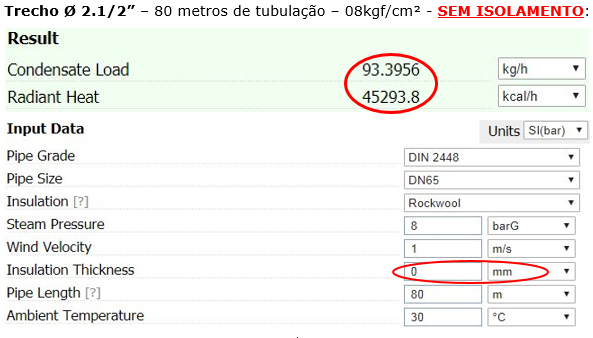 Trecho Ø 2.1/2” – 80 metros de tubulação – 08kgf/cm² - SEM ISOLAMENTO:
Result
Condensate Load 93.3956 kg/h
Radiant Heat 45293.8 kcal/h
Input Data Units SI(bar)
Pipe Grade DIN 2448
Pipe Size DN65
Insulation [?] Rockwool
Steam Pressure 8 barG
Wind Velocity 1 m/s
Insulation Thickness 0 mm
Pipe Length [?] 80 m
Ambient Temperature 30 °C